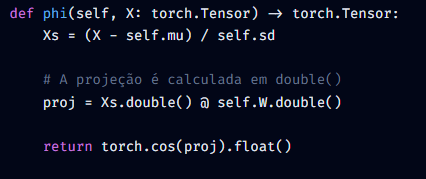 def phi(self, X: torch.Tensor) -> torch.Tensor:
Xs = (X - self.mu) / self.sd
# A projeção é calculada em double()
proj = Xs.double() @ self.W.double()
return torch.cos(proj).float()